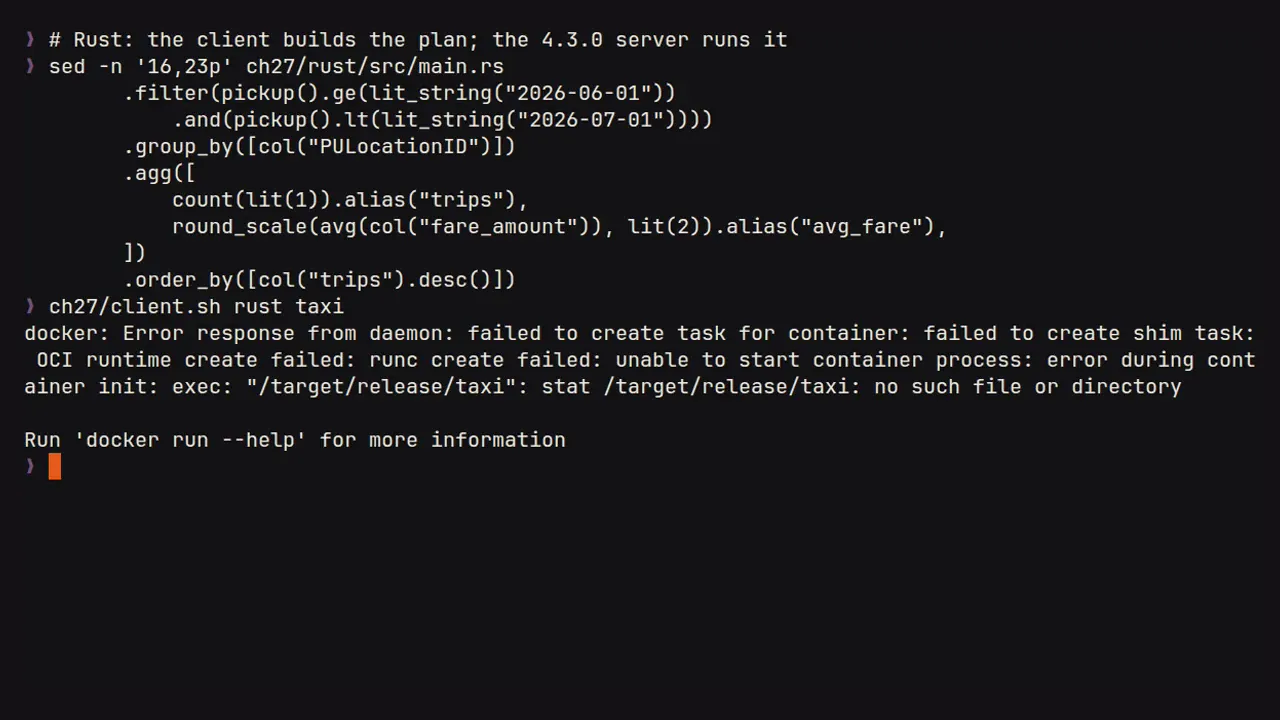 ❯ # Rust: the client builds the plan; the 4.3.0 server runs it
❯ sed -n '16,23p' ch27/rust/src/main.rs
        .filter(pickup().ge(lit_string("2026-06-01"))
            .and(pickup().lt(lit_string("2026-07-01"))))
        .group_by([col("PULocationID")])
        .agg([
            count(lit(1)).alias("trips"),
            round_scale(avg(col("fare_amount")), lit(2)).alias("avg_fare"),
        ])
        .order_by([col("trips").desc()])
❯ ch27/client.sh rust taxi
docker: Error response from daemon: failed to create task for container: failed to create shim task:
 OCI runtime create failed: runc create failed: unable to start container process: error during cont
ainer init: exec: "/target/release/taxi": stat /target/release/taxi: no such file or directory

Run 'docker run --help' for more information
❯